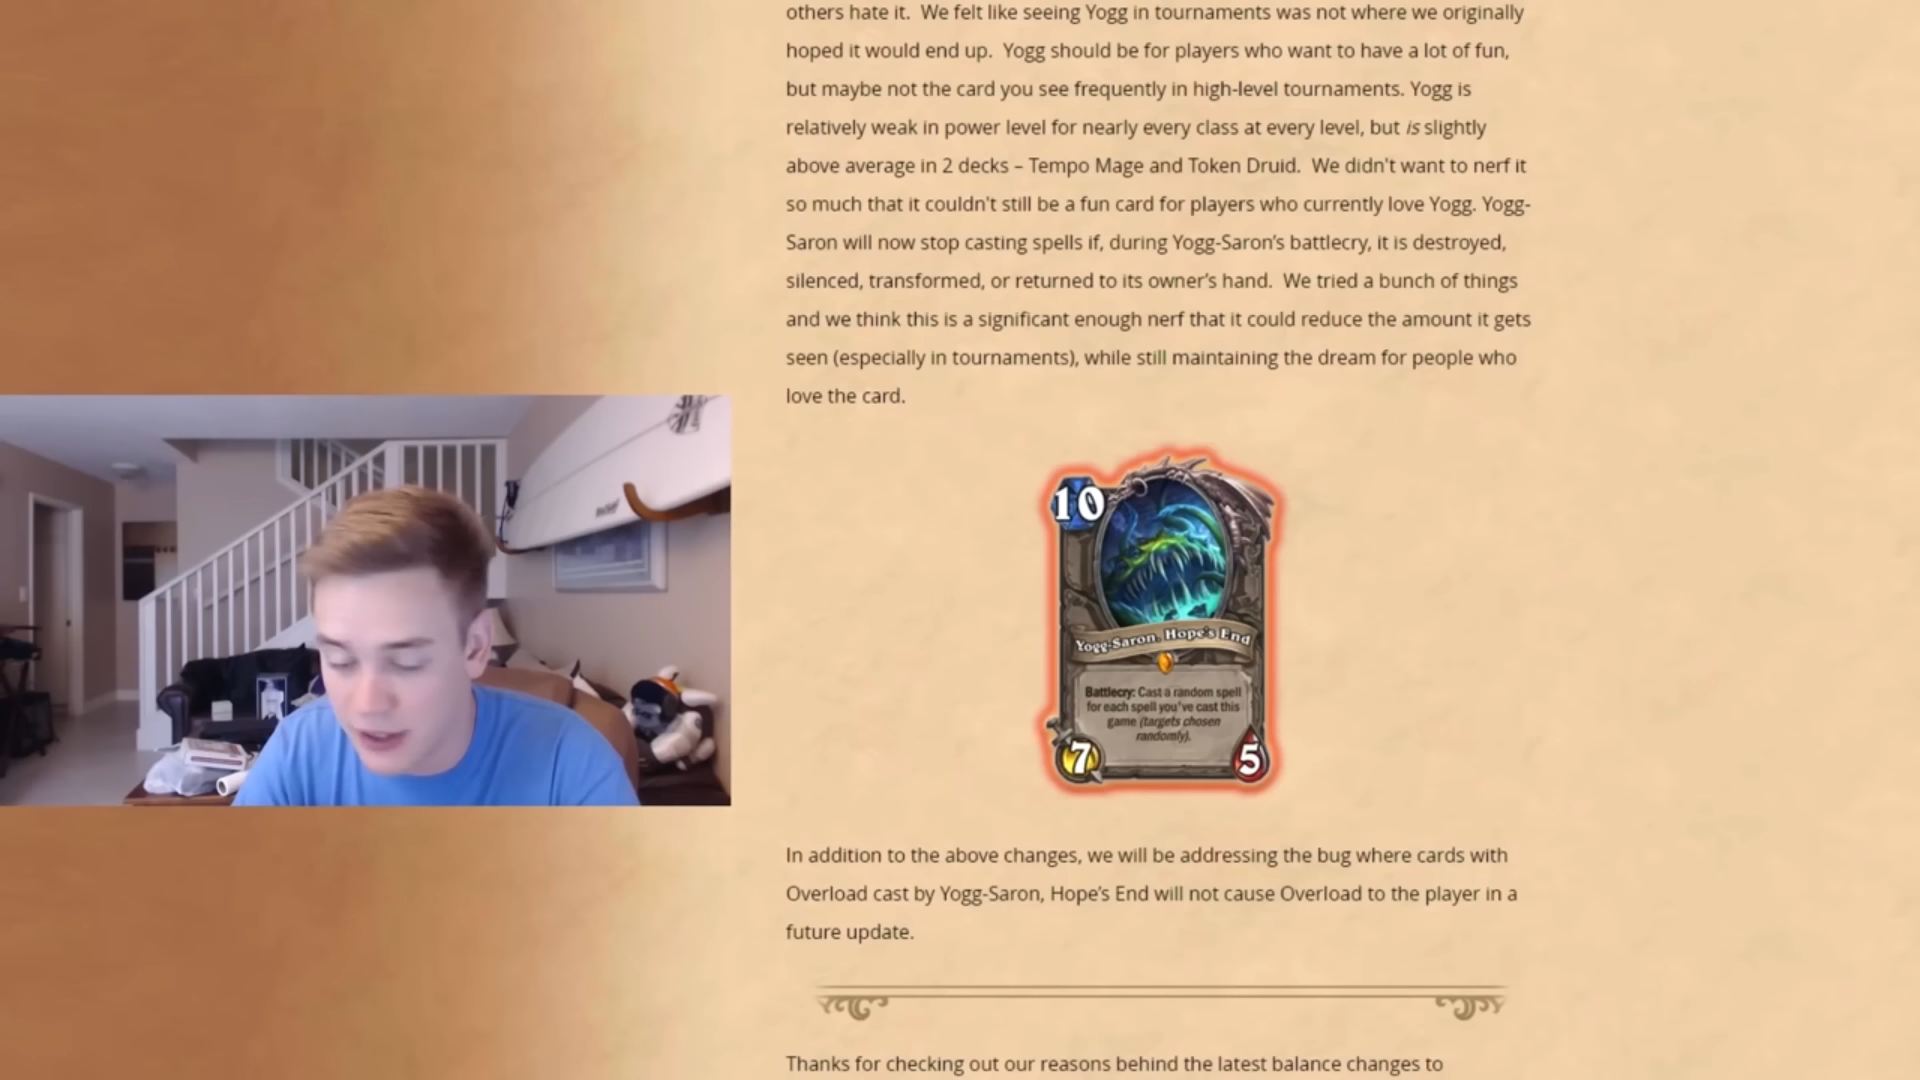 others hate it.  We felt like seeing Yogg in tournaments was not where we originally
hoped it would end up.  Yogg should be for players who want to have a lot of fun,
but maybe not the card you see frequently in high-level tournaments. Yogg is
relatively weak in power level for nearly every class at every level, but is slightly
above average in 2 decks – Tempo Mage and Token Druid.  We didn't want to nerf it
so much that it couldn't still be a fun card for players who currently love Yogg. Yogg-
Saron will now stop casting spells if, during Yogg-Saron’s battlecry, it is destroyed,
silenced, transformed, or returned to its owner’s hand.  We tried a bunch of things
and we think this is a significant enough nerf that it could reduce the amount it gets
seen (especially in tournaments), while still maintaining the dream for people who
love the card.
10
Yogg-Saron, Hope's End
Battlecry: Cast a random spell
for each spell you've cast this
game (targets chosen
randomly).
7
5
In addition to the above changes, we will be addressing the bug where cards with
Overload cast by Yogg-Saron, Hope’s End will not cause Overload to the player in a
future update.
Thanks for checking out our reasons behind the latest balance changes to